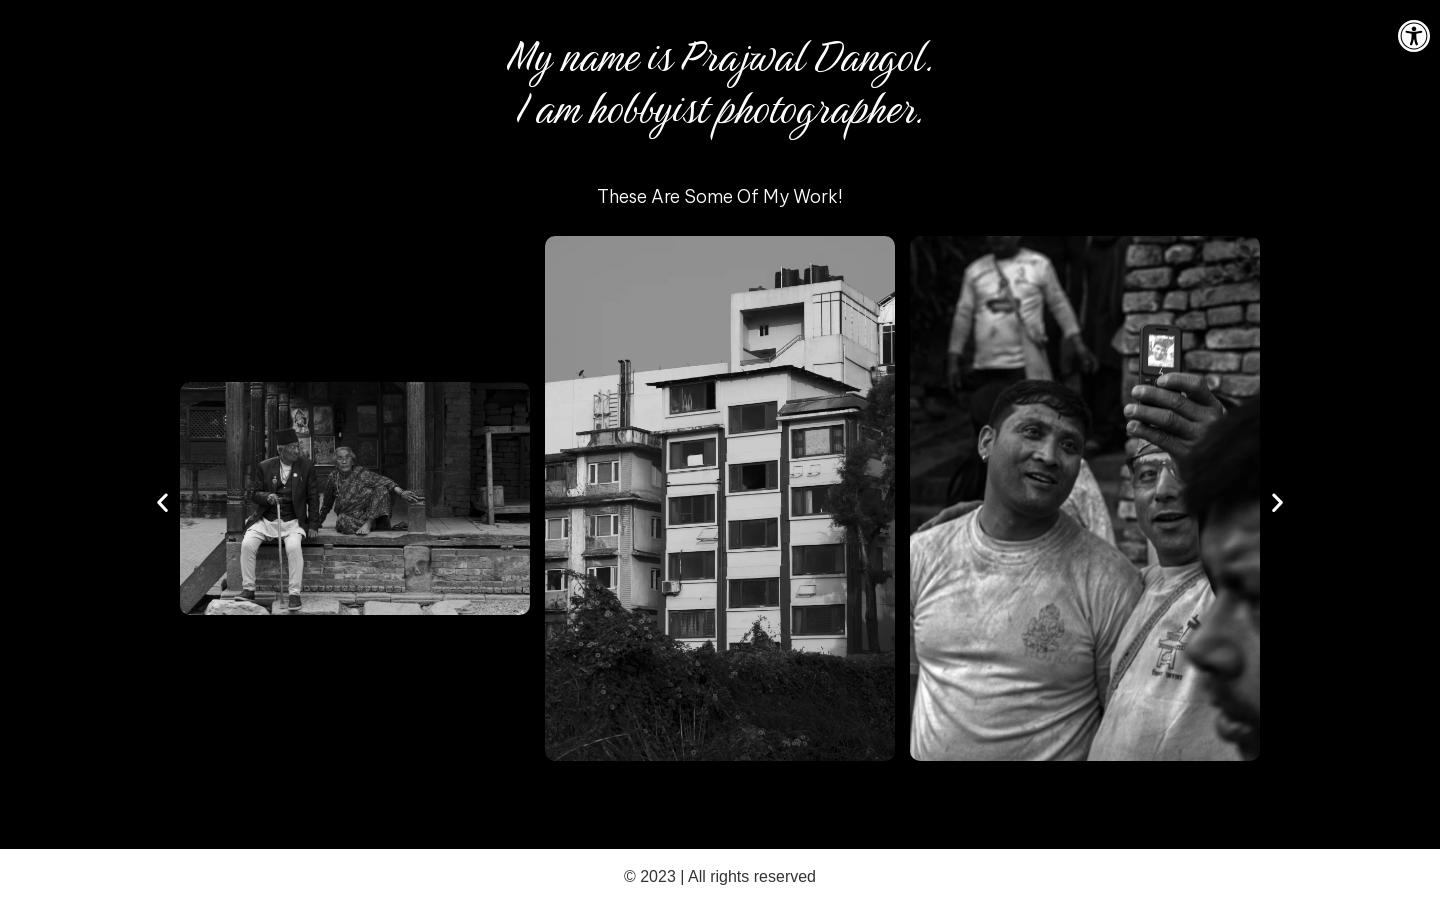 My name is Prajwal Dangol.
I am hobbyist photographer.
These Are Some Of My Work!
© 2023 | All rights reserved